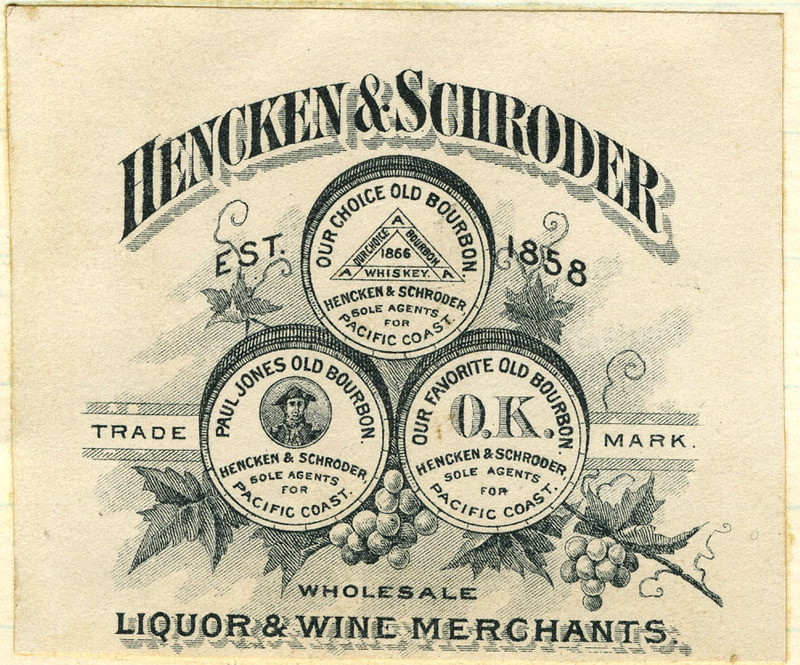 HENCKEN & SCHRODER
EST. 1858
OUR CHOICE OLD BOURBON.
A
OUR CHOICE BOURBON
1866
A WHISKEY. A
HENCKEN & SCHRODER
SOLE AGENTS
FOR
PACIFIC COAST.
PAUL JONES OLD BOURBON.
HENCKEN & SCHRODER
SOLE AGENTS
FOR
PACIFIC COAST.
OUR FAVORITE OLD BOURBON
O.K.
HENCKEN & SCHRODER
SOLE AGENTS
FOR
PACIFIC COAST.
TRADE MARK.
WHOLESALE
LIQUOR & WINE MERCHANTS.